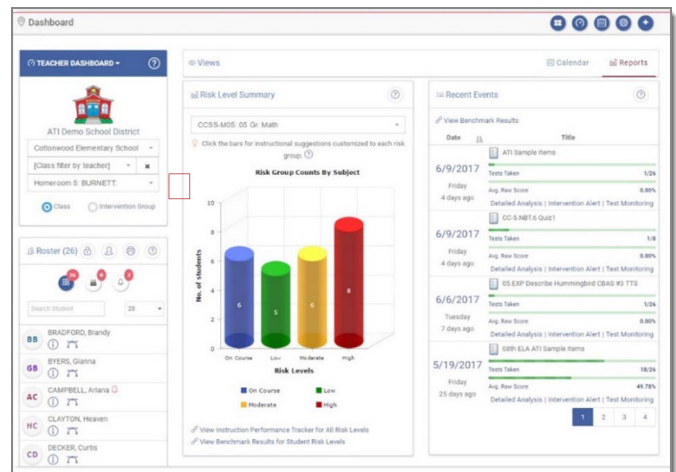 Dashboard
TEACHER DASHBOARD
?
ATI Demo School District
Cottonwood Elementary School
[Class filter by teacher]
Homeroom 5: BURNETT.
Class
Intervention Group
Roster (26)
Search Student
20
BB
BRADFORD, Brandy
GB
BYERS, Gianna
AC
CAMPBELL, Ariana
HC
CLAYTON, Heaven
CD
DECKER, Curtis
Views
Calendar
Reports
Risk Level Summary
?
CCSS-M05: 05 Gr. Math
Click the bars for instructional suggestions customized to each risk
group.
Risk Group Counts By Subject
No. of students
10
8
6
4
2
0
6
5
6
8
On Course
Low
Moderate
High
Risk Levels
On Course
Low
Moderate
High
View Instruction Performance Tracker for All Risk Levels
View Benchmark Results for Student Risk Levels
Recent Events
?
View Benchmark Results
Date
Title
6/9/2017
Friday
4 days ago
ATI Sample Items
Tests Taken
1/26
Avg. Raw Score
0.00%
Detailed Analysis | Intervention Alert | Test Monitoring
6/9/2017
Friday
4 days ago
CC-5.NBT.6 Quiz1
Tests Taken
1/8
Avg. Raw Score
0.00%
Detailed Analysis | Intervention Alert | Test Monitoring
6/6/2017
Tuesday
7 days ago
05.EXP Describe Hummingbird CBAS #3 TTS
Tests Taken
1/26
Avg. Raw Score
0.00%
Detailed Analysis | Intervention Alert | Test Monitoring
5/19/2017
Friday
25 days ago
08th ELA ATI Sample Items
Tests Taken
18/26
Avg. Raw Score
49.78%
Detailed Analysis | Intervention Alert | Test Monitoring
1 2 3 4